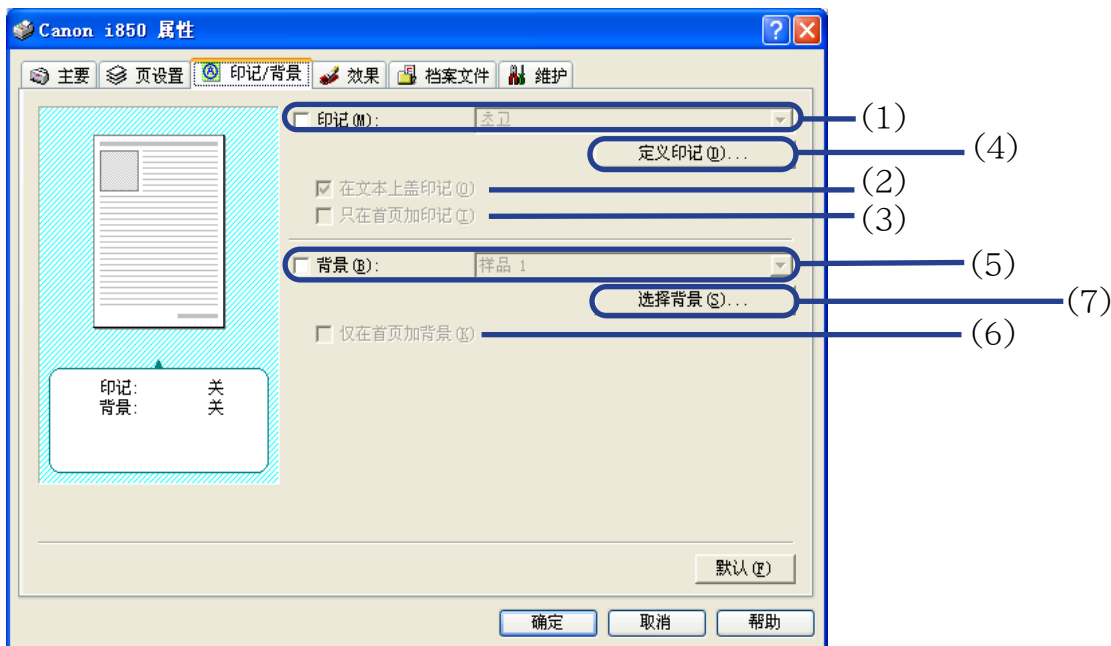 Canon i850 属性
主要 页设置 印记/背景 效果 档案文件 维护
印记(M): 초고 (1)
定义印记(D)... (4)
在文本上盖印记(O) (2)
只在首页加印记(I) (3)
背景(B): 样品 1 (5)
选择背景(S)... (7)
仅在首页加背景(K) (6)
印记: 关
背景: 关
默认(F)
确定 取消 帮助